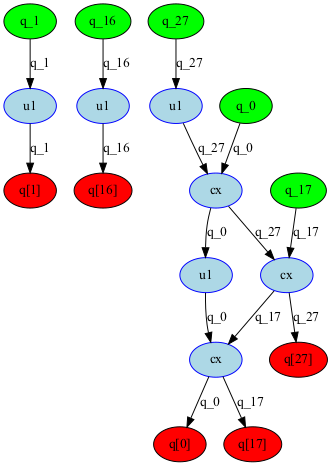 q_1 q_16 q_27
q_1 q_16 q_27
u1 u1 u1 q_0
q_1 q_16 q_27 q_0
q[1] q[16] cx q_17
q_0 q_27 q_17
u1 cx
q_0 q_17 q_27
cx q[27]
q_0 q_17
q[0] q[17]